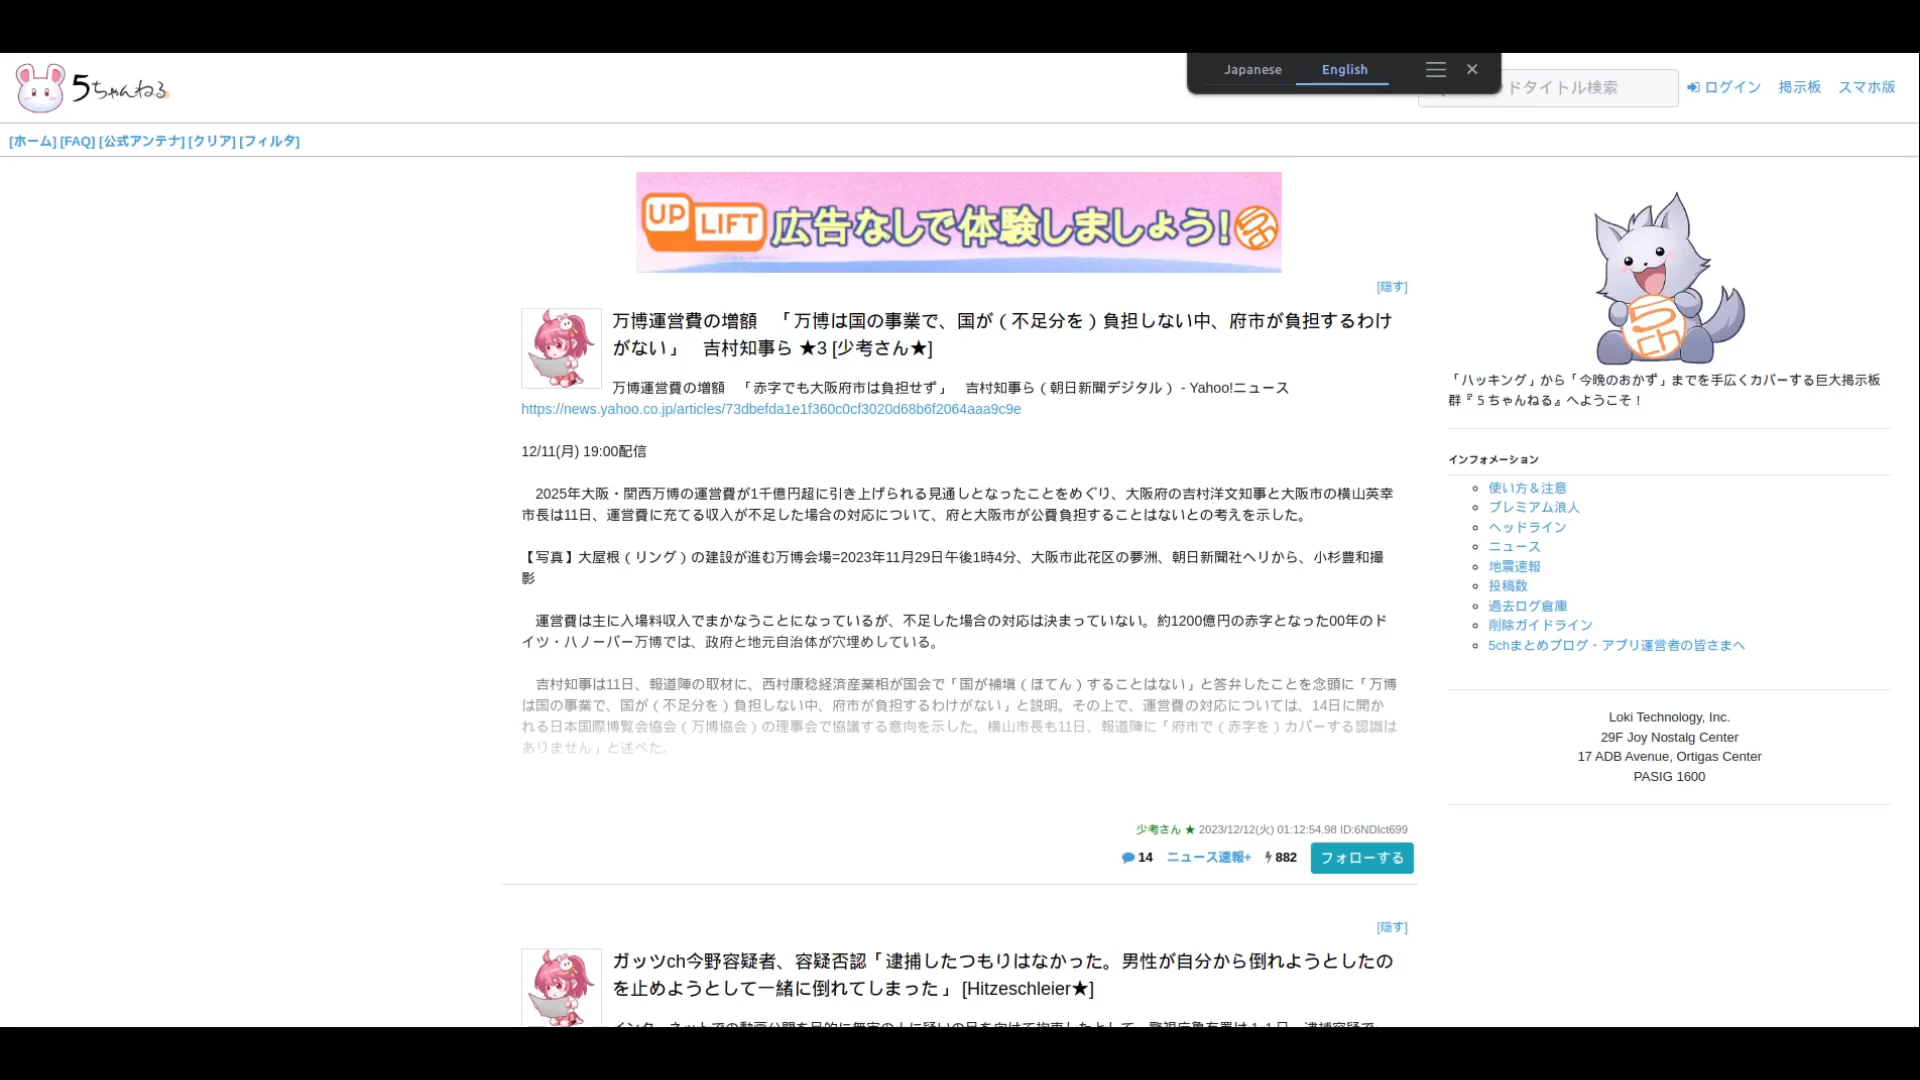 5ちゃんねる
Japanese English
ドタイトル検索
ログイン 掲示板 スマホ版
[ホーム] [FAQ] [公式アンテナ] [クリア] [フィルタ]
UP LIFT 広告なしで体験しましょう! 5ch
[隠す]
万博運営費の増額　「万博は国の事業で、国が（不足分を）負担しない中、府市が負担するわけ
がない」　吉村知事ら ★3 [少考さん★]
万博運営費の増額　「赤字でも大阪府市は負担せず」　吉村知事ら（朝日新聞デジタル） - Yahoo!ニュース
https://news.yahoo.co.jp/articles/73dbefda1e1f360c0cf3020d68b6f2064aaa9c9e
12/11(月) 19:00配信
2025年大阪・関西万博の運営費が1千億円超に引き上げられる見通しとなったことをめぐり、大阪府の吉村洋文知事と大阪市の横山英幸
市長は11日、運営費に充てる収入が不足した場合の対応について、府と大阪市が公費負担することはないとの考えを示した。
【写真】大屋根（リング）の建設が進む万博会場=2023年11月29日午後1時4分、大阪市此花区の夢洲、朝日新聞社ヘリから、小杉豊和撮
影
運営費は主に入場料収入でまかなうことになっているが、不足した場合の対応は決まっていない。約1200億円の赤字となった00年のド
イツ・ハノーバー万博では、政府と地元自治体が穴埋めしている。
吉村知事は11日、報道陣の取材に、西村康稔経済産業相が国会で「国が補塡（ほてん）することはない」と答弁したことを念頭に「万博
は国の事業で、国が（不足分を）負担しない中、府市が負担するわけがない」と説明。その上で、運営費の対応については、14日に開か
れる日本国際博覧会協会（万博協会）の理事会で協議する意向を示した。横山市長も11日、報道陣に「府市で（赤字を）カバーする認識は
ありません」と述べた。
少考さん ★ 2023/12/12(火) 01:12:54.98 ID:6NDIct699
14 ニュース速報+ 882 フォローする
[隠す]
ガッツch今野容疑者、容疑否認「逮捕したつもりはなかった。男性が自分から倒れようとしたの
を止めようとして一緒に倒れてしまった」 [Hitzeschleier★]
5ch
「ハッキング」から「今晩のおかず」までを手広くカバーする巨大掲示板
群『５ちゃんねる』へようこそ！
インフォメーション
使い方＆注意
プレミアム浪人
ヘッドライン
ニュース
地震速報
投稿数
過去ログ倉庫
削除ガイドライン
5chまとめブログ・アプリ運営者の皆さまへ
Loki Technology, Inc.
29F Joy Nostalg Center
17 ADB Avenue, Ortigas Center
PASIG 1600